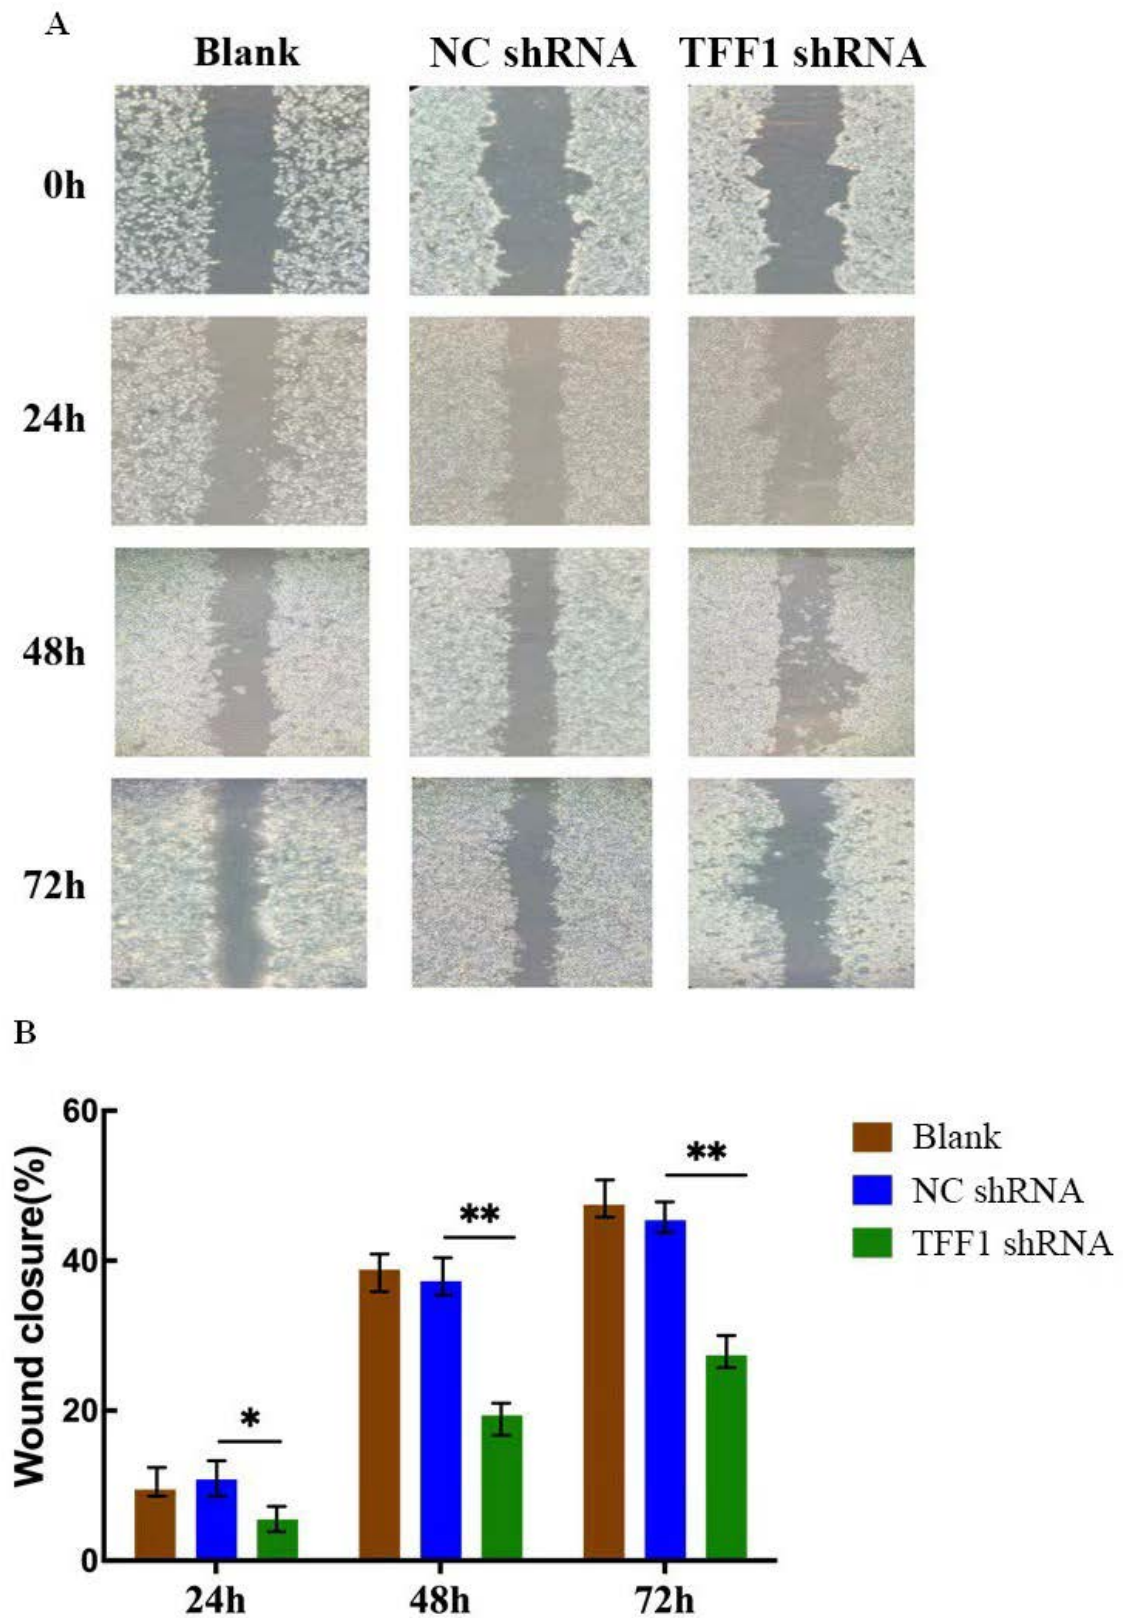 A
Blank NC shRNA TFF1 shRNA
0h
24h
48h
72h
B
Wound closure(%)
60
40
20
0
*
**
**
24h 48h 72h
Blank
NC shRNA
TFF1 shRNA